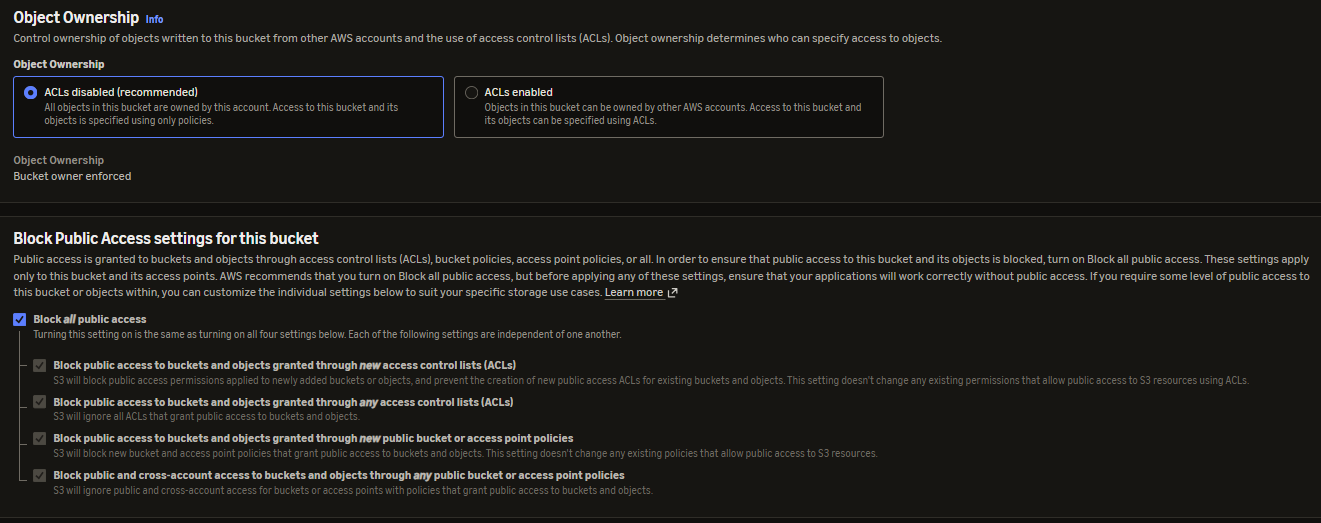 Object Ownership Info
Control ownership of objects written to this bucket from other AWS accounts and the use of access control lists (ACLs). Object ownership determines who can specify access to objects.
Object Ownership
ACLs disabled (recommended)
All objects in this bucket are owned by this account. Access to this bucket and its
objects is specified using only policies.
ACLs enabled
Objects in this bucket can be owned by other AWS accounts. Access to this bucket and
its objects can be specified using ACLs.
Object Ownership
Bucket owner enforced
Block Public Access settings for this bucket
Public access is granted to buckets and objects through access control lists (ACLs), bucket policies, access point policies, or all. In order to ensure that public access to this bucket and its objects is blocked, turn on Block all public access. These settings apply
only to this bucket and its access points. AWS recommends that you turn on Block all public access, but before applying any of these settings, ensure that your applications will work correctly without public access. If you require some level of public access to
this bucket or objects within, you can customize the individual settings below to suit your specific storage use cases. Learn more
Block all public access
Turning this setting on is the same as turning on all four settings below. Each of the following settings are independent of one another.
Block public access to buckets and objects granted through new access control lists (ACLs)
S3 will block public access permissions applied to newly added buckets or objects, and prevent the creation of new public access ACLs for existing buckets and objects. This setting doesn't change any existing permissions that allow public access to S3 resources using ACLs.
Block public access to buckets and objects granted through any access control lists (ACLs)
S3 will ignore all ACLs that grant public access to buckets and objects.
Block public access to buckets and objects granted through new public bucket or access point policies
S3 will block new bucket and access point policies that grant public access to buckets and objects. This setting doesn't change any existing policies that allow public access to S3 resources.
Block public and cross-account access to buckets and objects through any public bucket or access point policies
S3 will ignore public and cross-account access for buckets or access points with policies that grant public access to buckets and objects.